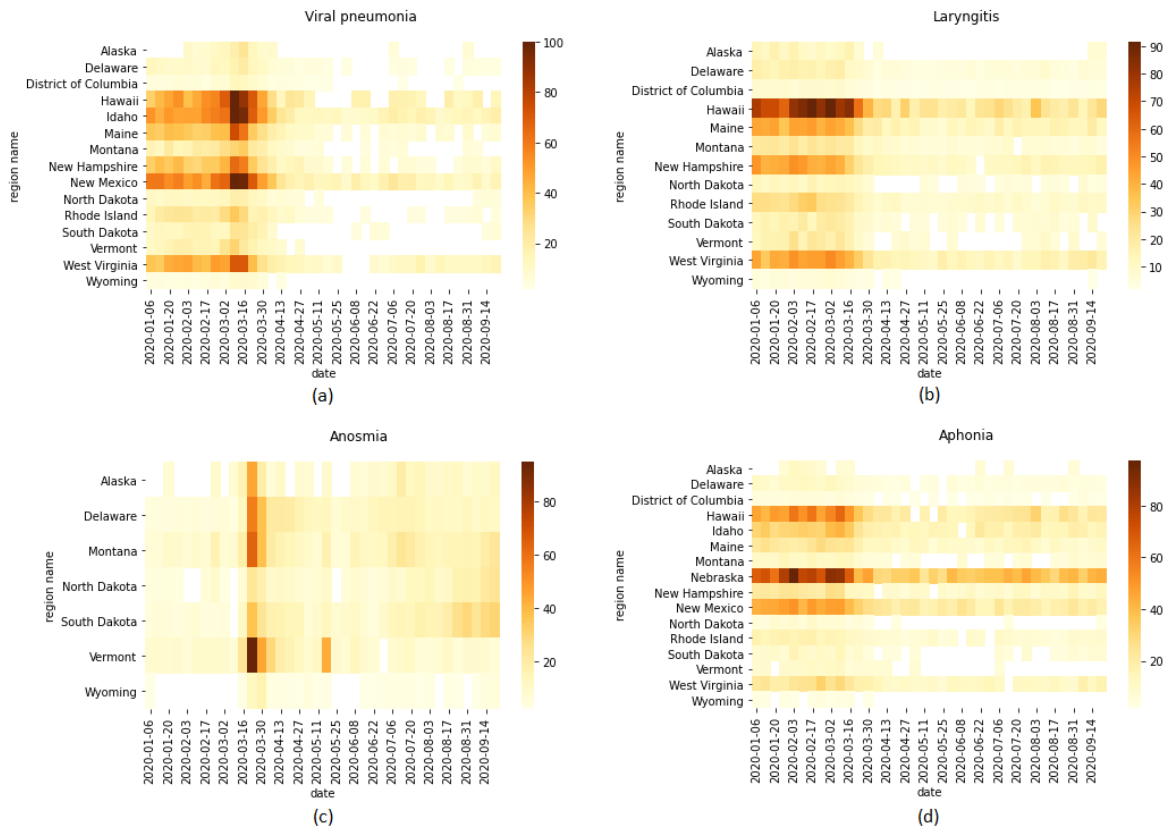 Viral pneumonia
region name
Alaska
Delaware
District of Columbia
Hawaii
Idaho
Maine
Montana
New Hampshire
New Mexico
North Dakota
Rhode Island
South Dakota
Vermont
West Virginia
Wyoming
2020-01-06
2020-01-20
2020-02-03
2020-02-17
2020-03-02
2020-03-16
2020-03-30
2020-04-13
2020-04-27
2020-05-11
2020-05-25
2020-06-08
2020-06-22
2020-07-06
2020-07-20
2020-08-03
2020-08-17
2020-08-31
2020-09-14
date
100
80
60
40
20
(a)
Laryngitis
region name
Alaska
Delaware
District of Columbia
Hawaii
Maine
Montana
New Hampshire
North Dakota
Rhode Island
South Dakota
Vermont
West Virginia
Wyoming
2020-01-06
2020-01-20
2020-02-03
2020-02-17
2020-03-02
2020-03-16
2020-03-30
2020-04-13
2020-04-27
2020-05-11
2020-05-25
2020-06-08
2020-06-22
2020-07-06
2020-07-20
2020-08-03
2020-08-17
2020-08-31
2020-09-14
date
90
80
70
60
50
40
30
20
10
(b)
Anosmia
region name
Alaska
Delaware
Montana
North Dakota
South Dakota
Vermont
Wyoming
2020-01-06
2020-01-20
2020-02-03
2020-02-17
2020-03-02
2020-03-16
2020-03-30
2020-04-13
2020-04-27
2020-05-11
2020-05-25
2020-06-08
2020-06-22
2020-07-06
2020-07-20
2020-08-03
2020-08-17
2020-08-31
2020-09-14
date
80
60
40
20
(c)
Aphonia
region name
Alaska
Delaware
District of Columbia
Hawaii
Idaho
Maine
Montana
Nebraska
New Hampshire
New Mexico
North Dakota
Rhode Island
South Dakota
Vermont
West Virginia
Wyoming
2020-01-06
2020-01-20
2020-02-03
2020-02-17
2020-03-02
2020-03-16
2020-03-30
2020-04-13
2020-04-27
2020-05-11
2020-05-25
2020-06-08
2020-06-22
2020-07-06
2020-07-20
2020-08-03
2020-08-17
2020-08-31
2020-09-14
date
80
60
40
20
(d)